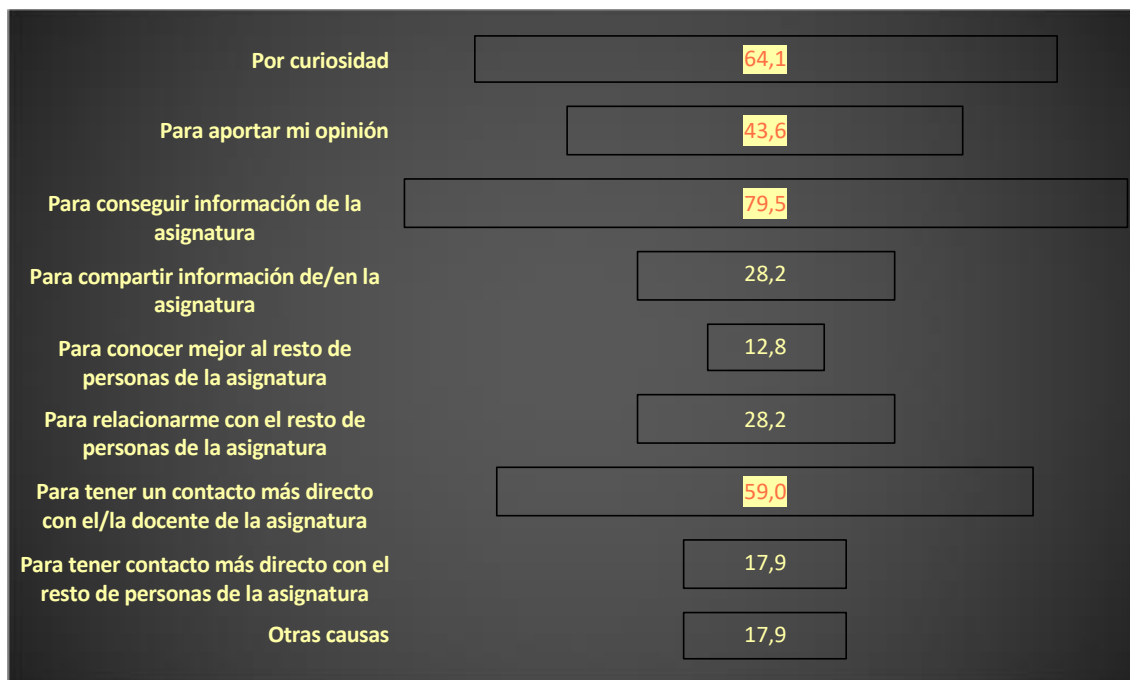 Por curiosidad
64,1
Para aportar mi opinión
43,6
Para conseguir información de la
asignatura
79,5
Para compartir información de/en la
asignatura
28,2
Para conocer mejor al resto de
personas de la asignatura
12,8
Para relacionarme con el resto de
personas de la asignatura
28,2
Para tener un contacto más directo
con el/la docente de la asignatura
59,0
Para tener contacto más directo con el
resto de personas de la asignatura
17,9
Otras causas
17,9